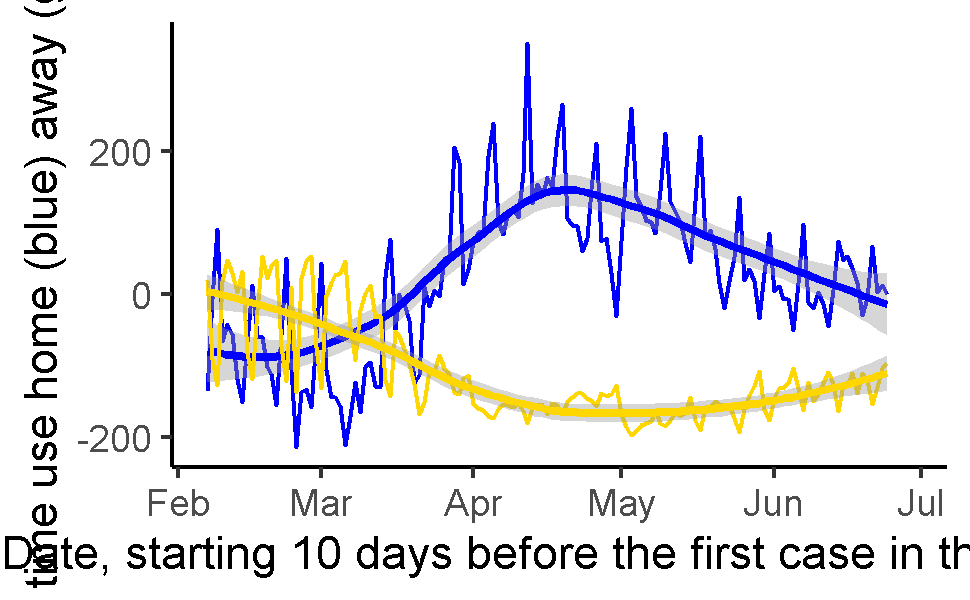 time use home (blue) away (
200
0
-200
Feb Mar Apr May Jun Jul
Date, starting 10 days before the first case in